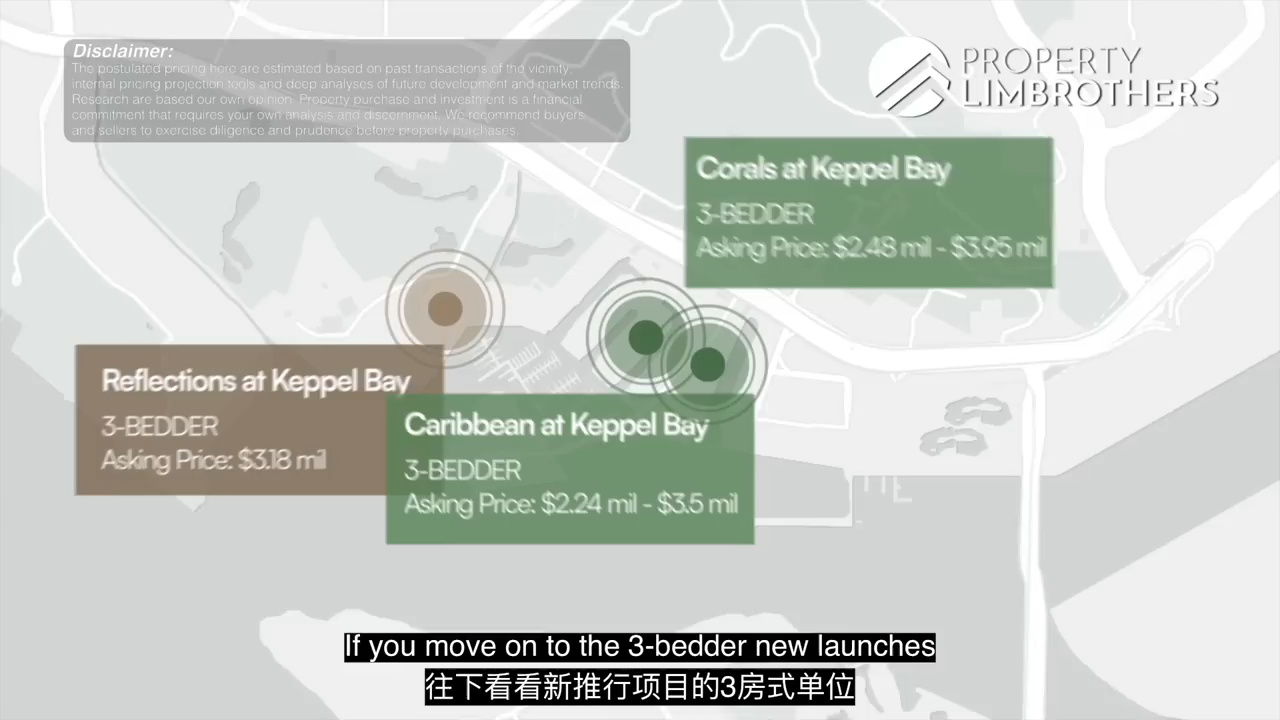 Disclaimer:
The postulated pricing here are estimated based on past transactions of the vicinity,
internal pricing projection tools and deep analyses of future development and market trends.
Research are based our own opinion. Property purchase and investment is a financial
commitment that requires your own analysis and discernment. We recommend buyers
and sellers to exercise diligence and prudence before property purchases.
PROPERTY
LIMBROTHERS
Corals at Keppel Bay
3-BEDDER
Asking Price: $2.48 mil - $3.95 mil
Reflections at Keppel Bay
3-BEDDER
Asking Price: $3.18 mil
Caribbean at Keppel Bay
3-BEDDER
Asking Price: $2.24 mil - $3.5 mil
If you move on to the 3-bedder new launches
往下看看新推行项目的3房式单位